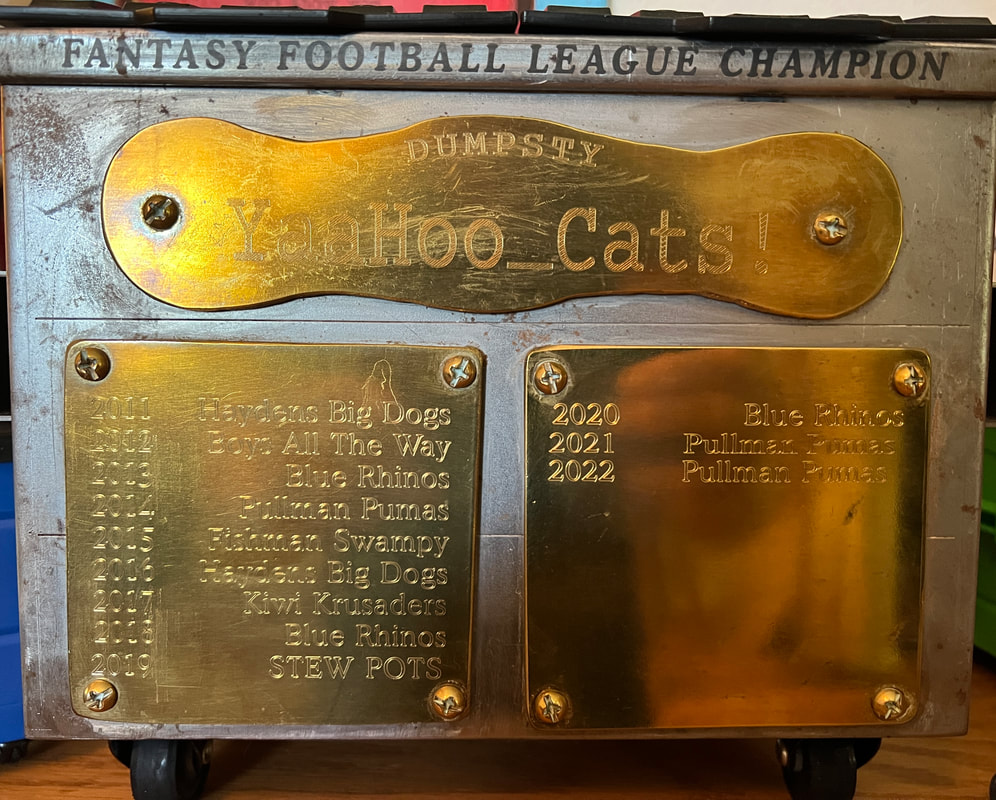 FANTASY FOOTBALL LEAGUE CHAMPION
DUMPSTY
YaaHoo_Cats!
2011 Haydens Big Dogs
2012 Boys All The Way
2013 Blue Rhinos
2014 Pullman Pumas
2015 Fishman Swampy
2016 Haydens Big Dogs
2017 Kiwi Krusaders
2018 Blue Rhinos
2019 STEW POTS
2020 Blue Rhinos
2021 Pullman Pumas
2022 Pullman Pumas